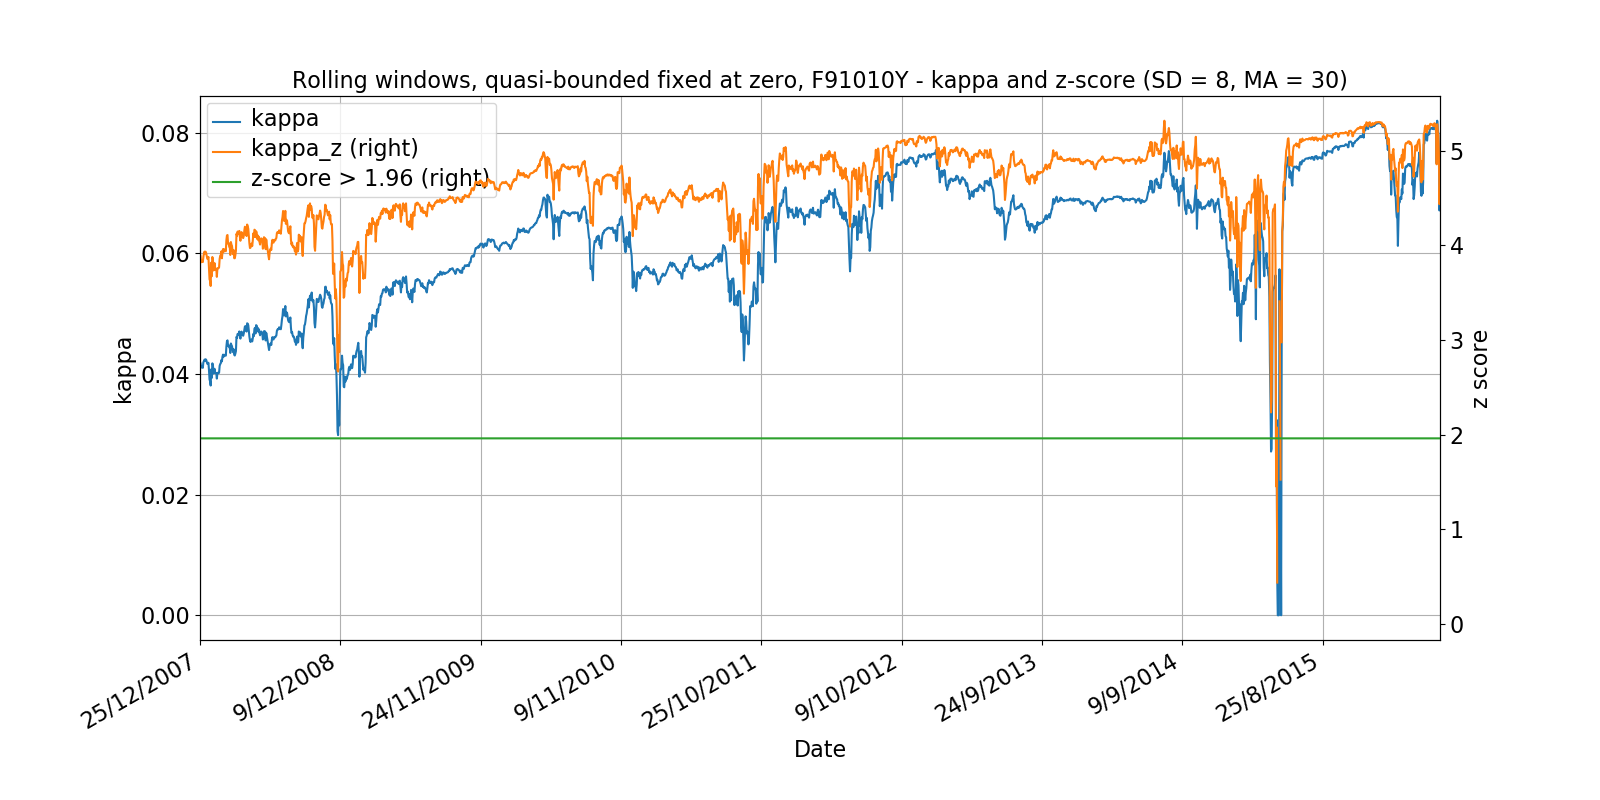 Rolling windows, quasi-bounded fixed at zero, F91010Y - kappa and z-score (SD = 8, MA = 30)
kappa
kappa_z (right)
z-score > 1.96 (right)
0.08
0.06
0.04
0.02
0.00
kappa
5
4
3
2
1
0
z score
25/12/2007
9/12/2008
24/11/2009
9/11/2010
25/10/2011
9/10/2012
24/9/2013
9/9/2014
25/8/2015
Date